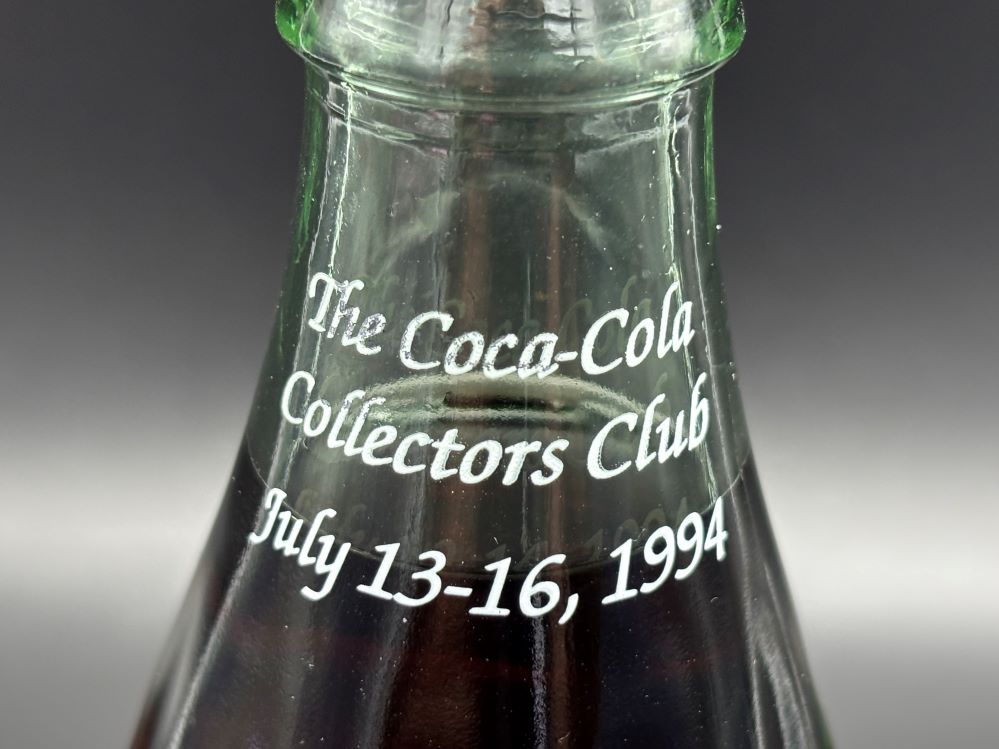 The Coca-Cola
Collectors Club
July 13-16, 1994